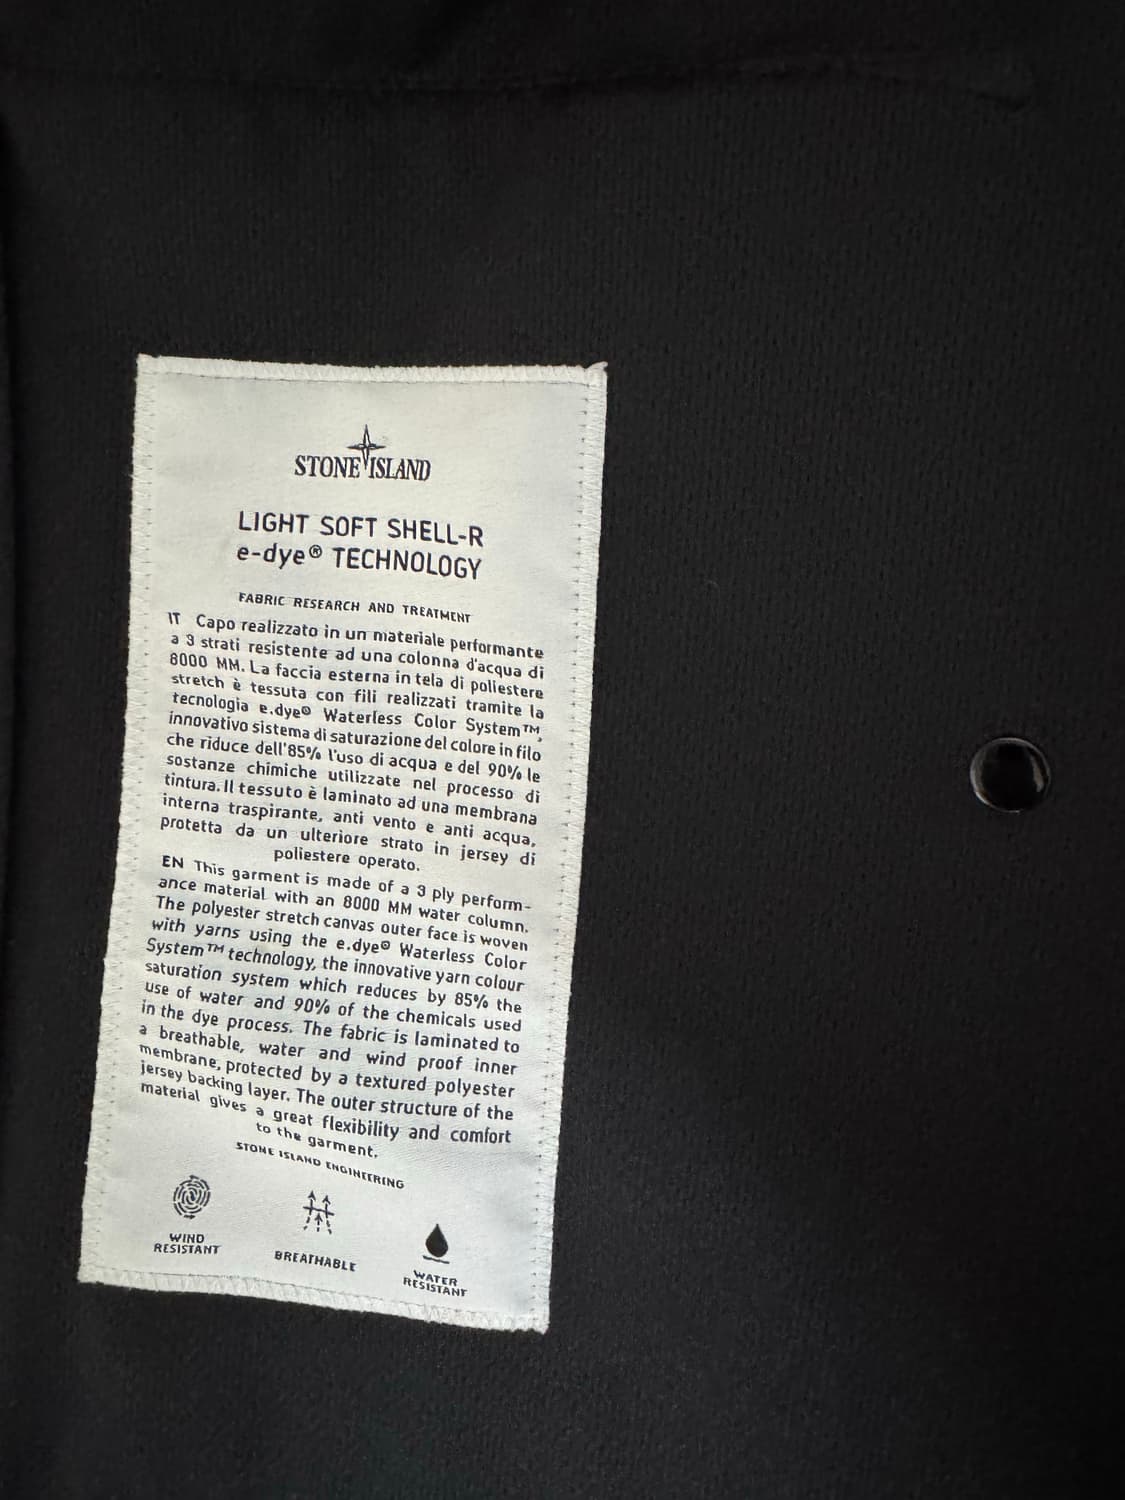 STONE ISLAND
LIGHT SOFT SHELL-R
e-dye® TECHNOLOGY
FABRIC RESEARCH AND TREATMENT
IT Capo realizzato in un materiale performante
a 3 strati resistente ad una colonna d'acqua di
8000 MM. La faccia esterna in tela di poliestere
stretch è tessuta con fili realizzati tramite la
tecnologia e.dye® Waterless Color System™,
innovativo sistema di saturazione del colore in filo
che riduce dell'85% l'uso di acqua e del 90% le
sostanze chimiche utilizzate nel processo di
tintura. Il tessuto è laminato ad una membrana
interna traspirante, anti vento e anti acqua,
protetta da un ulteriore strato in jersey di
poliestere operato.
EN This garment is made of a 3 ply perform-
ance material with an 8000 MM water column.
The polyester stretch canvas outer face is woven
with yarns using the e.dye® Waterless Color
System™ technology, the innovative yarn colour
saturation system which reduces by 85% the
use of water and 90% of the chemicals used
in the dye process. The fabric is laminated to
a breathable, water and wind proof inner
membrane, protected by a textured polyester
jersey backing layer. The outer structure of the
material gives a great flexibility and comfort
to the garment.
STONE ISLAND ENGINEERING
WIND
RESISTANT
BREATHABLE
WATER
RESISTANT